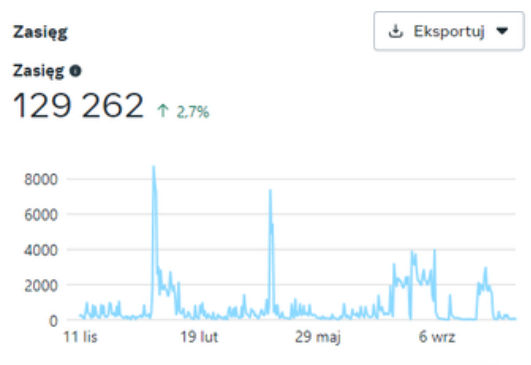 Zasięg
Eksportuj
Zasięg
129 262 ↑ 2,7%
8000
6000
4000
2000
0
11 lis 19 lut 29 maj 6 wrz